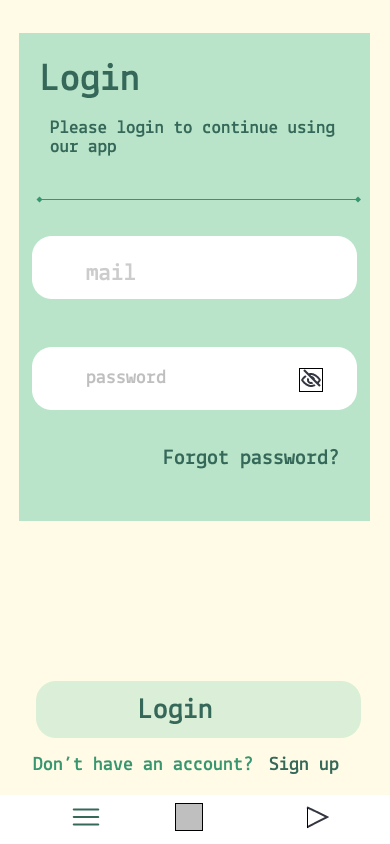 Login
Please login to continue using
our app
mail
password
Forgot password?
Login
Don't have an account? Sign up